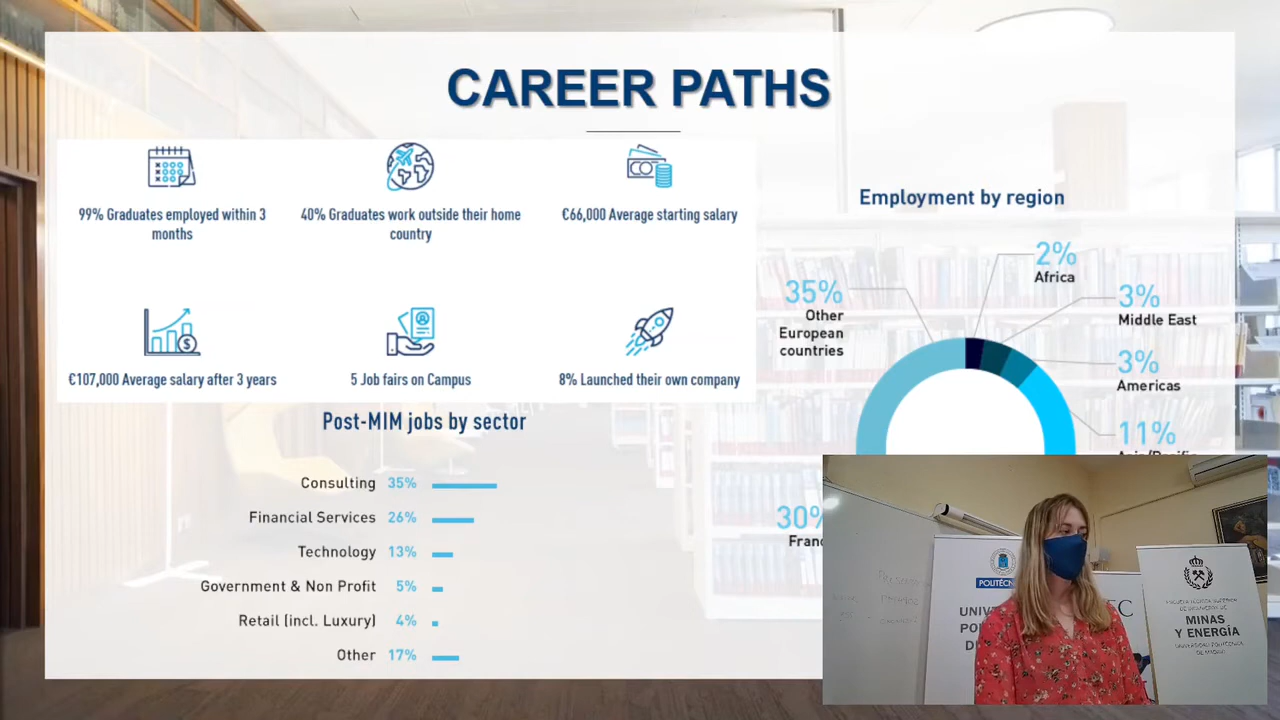 CAREER PATHS
99% Graduates employed within 3
months
40% Graduates work outside their home
country
€66,000 Average starting salary
€107,000 Average salary after 3 years
5 Job fairs on Campus
8% Launched their own company
Post-MIM jobs by sector
Consulting 35%
Financial Services 26%
Technology 13%
Government & Non Profit 5%
Retail (incl. Luxury) 4%
Other 17%
Employment by region
2%
Africa
35%
Other
European
countries
3%
Middle East
3%
Americas
11%
30%
MINAS
Y ENERGÍA
UNIVERSIDAD POLITÉCNICA
DE MADRID